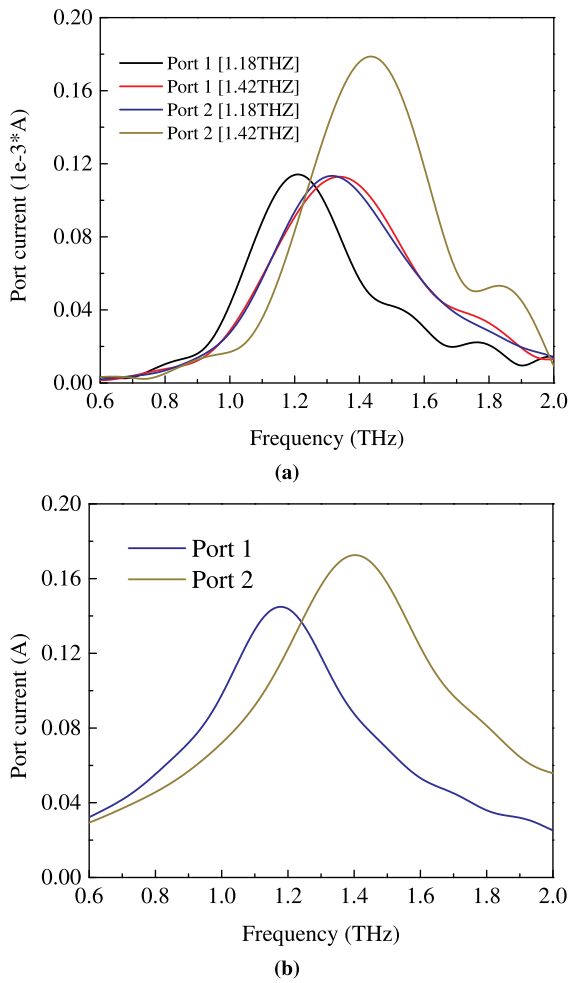 0.20
0.16
0.12
0.08
0.04
0.00
Port current (1e-3*A)
Port 1 [1.18THZ]
Port 1 [1.42THZ]
Port 2 [1.18THZ]
Port 2 [1.42THZ]
0.6 0.8 1.0 1.2 1.4 1.6 1.8 2.0
Frequency (THz)
(a)
0.20
0.16
0.12
0.08
0.04
0.00
Port current (A)
Port 1
Port 2
0.6 0.8 1.0 1.2 1.4 1.6 1.8 2.0
Frequency (THz)
(b)